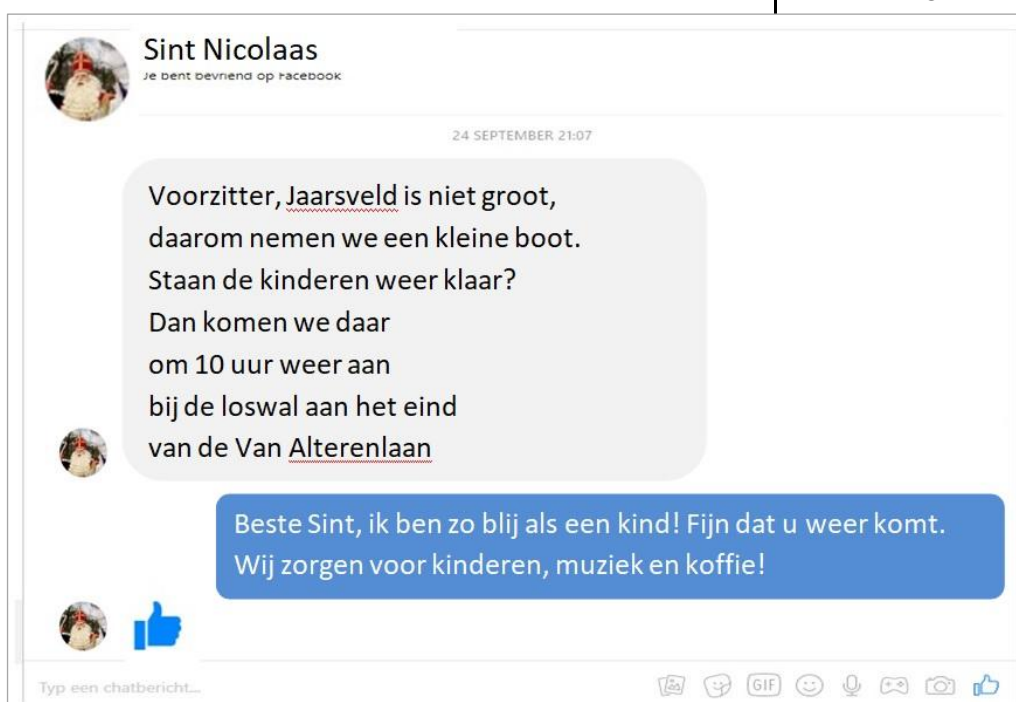 Sint Nicolaas
Je bent bevriend op Facebook
24 SEPTEMBER 21:07
Voorzitter, Jaarsveld is niet groot,
daarom nemen we een kleine boot.
Staan de kinderen weer klaar?
Dan komen we daar
om 10 uur weer aan
bij de loswal aan het eind
van de Van Alterenlaan
Beste Sint, ik ben zo blij als een kind! Fijn dat u weer komt.
Wij zorgen voor kinderen, muziek en koffie!
Typ een chatbericht...
GIF